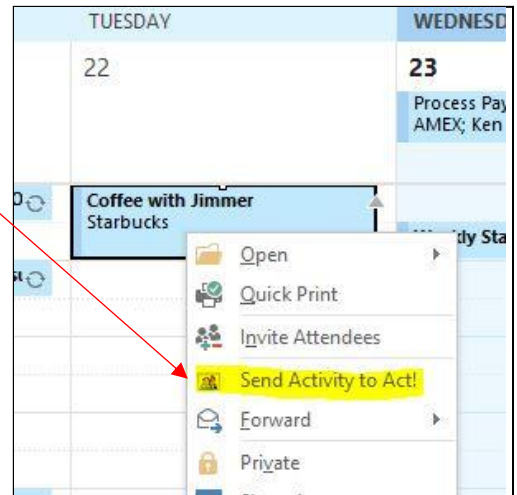 TUESDAY
WEDNESD
22
23
Process Pay
AMEX; Ken
Coffee with Jimmer
Starbucks
Open
Quick Print
Invite Attendees
Send Activity to Act!
Forward
Private